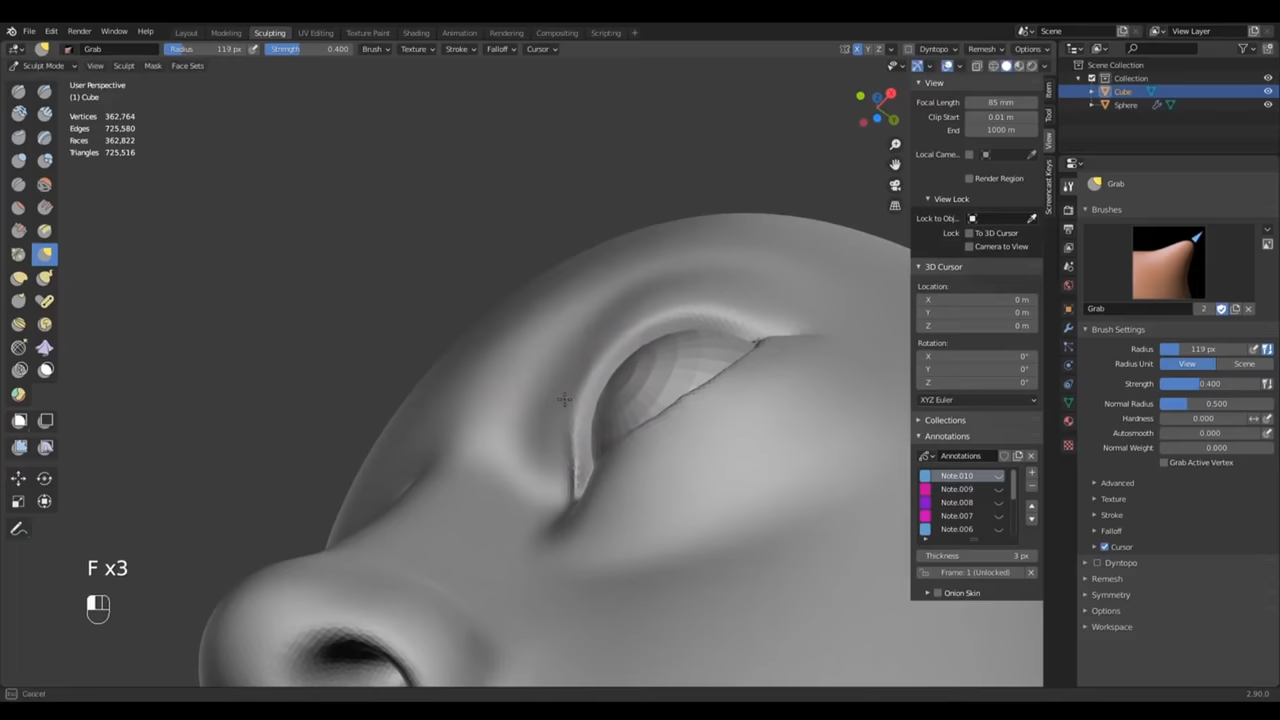 File Edit Render Window Help Layout Modeling Sculpting UV Editing Texture Paint Shading Animation Rendering Compositing Scripting + Scene View Layer
Grab Radius 119 px Strength 0.400 Brush Texture Stroke Falloff Cursor X Y Z Dyntopo Remesh Options
Sculpt Mode View Sculpt Mask Face Sets
User Perspective
(1) Cube
Vertices 362,764
Edges 725,580
Faces 362,822
Triangles 725,516
F x3
Cancel
View
Focal Length 85 mm
Clip Start 0.01 m
End 1000 m
Local Came...
Render Region
View Lock
Lock to Obj...
Lock To 3D Cursor
Camera to View
3D Cursor
Location:
X 0 m
Y 0 m
Z 0 m
Rotation:
X 0°
Y 0°
Z 0°
XYZ Euler
Collections
Annotations
Annotations
Note.010
Note.009
Note.008
Note.007
Note.006
Thickness 3 px
Frame: 1 (Unlocked)
Onion Skin
Item
Tool
View
Screencast Keys
Scene Collection
Collection
Cube
Sphere
Grab
Brushes
Grab 2
Brush Settings
Radius 119 px
Radius Unit View Scene
Strength 0.400
Normal Radius 0.500
Hardness 0.000
Autosmooth 0.000
Normal Weight 0.000
Grab Active Vertex
Advanced
Texture
Stroke
Falloff
Cursor
Dyntopo
Remesh
Symmetry
Options
Workspace
2.90.0